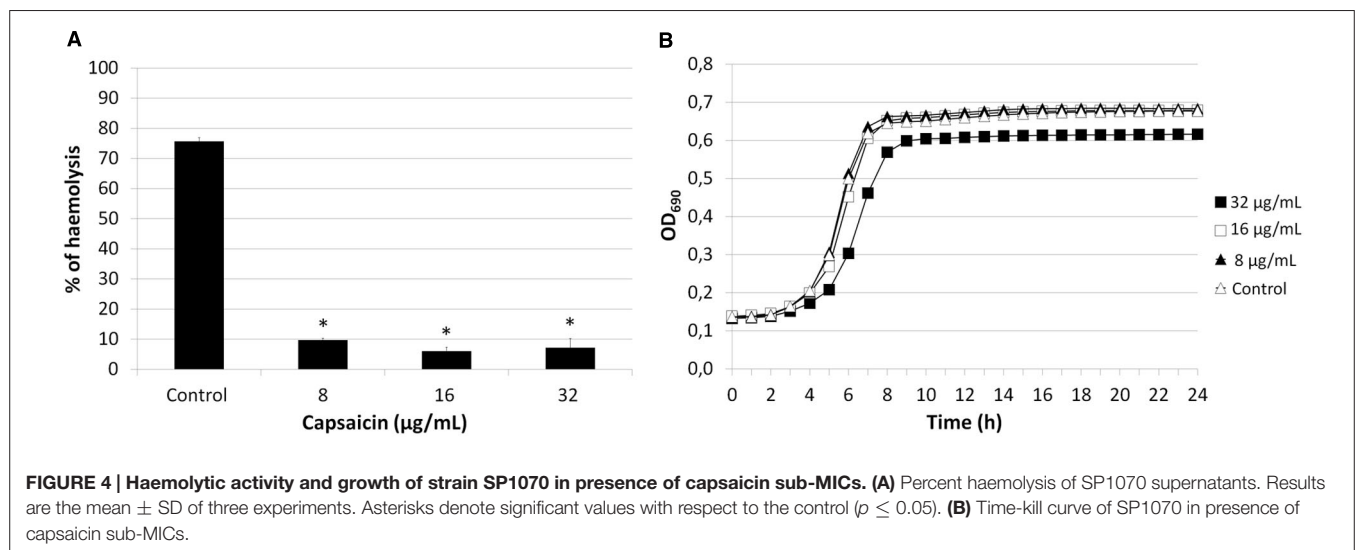 A
% of haemolysis
100
90
80
70
60
50
40
30
20
10
0
*
*
*
Control 8 16 32
Capsaicin (µg/mL)
B
OD690
0,8
0,7
0,6
0,5
0,4
0,3
0,2
0,1
0,0
0 2 4 6 8 10 12 14 16 18 20 22 24
Time (h)
32 µg/mL
16 µg/mL
8 µg/mL
Control
FIGURE 4 | Haemolytic activity and growth of strain SP1070 in presence of capsaicin sub-MICs. (A) Percent haemolysis of SP1070 supernatants. Results
are the mean ± SD of three experiments. Asterisks denote significant values with respect to the control (p ≤ 0.05). (B) Time-kill curve of SP1070 in presence of
capsaicin sub-MICs.